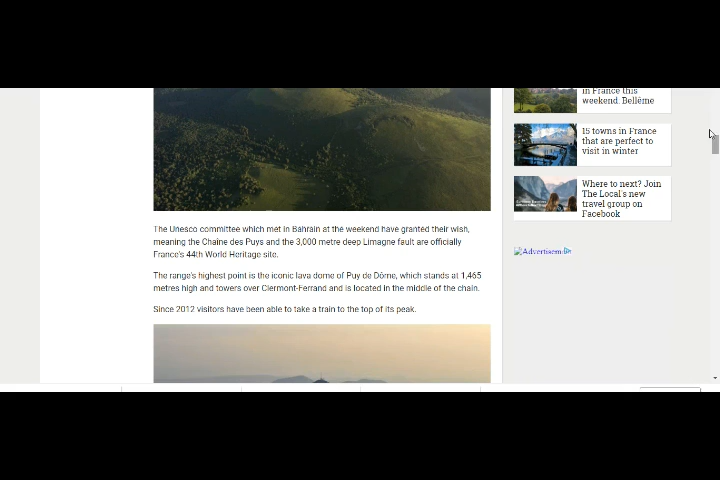 The Unesco committee which met in Bahrain at the weekend have granted their wish,
meaning the Chaîne des Puys and the 3,000 metre deep Limagne fault are officially
France's 44th World Heritage site.
The range's highest point is the iconic lava dome of Puy de Dôme, which stands at 1,465
metres high and towers over Clermont-Ferrand and is located in the middle of the chain.
Since 2012 visitors have been able to take a train to the top of its peak.
in France this
weekend. Bellême
15 towns in France
that are perfect to
visit in winter
Where to next? Join
The Local's new
travel group on
Facebook
Advertisem